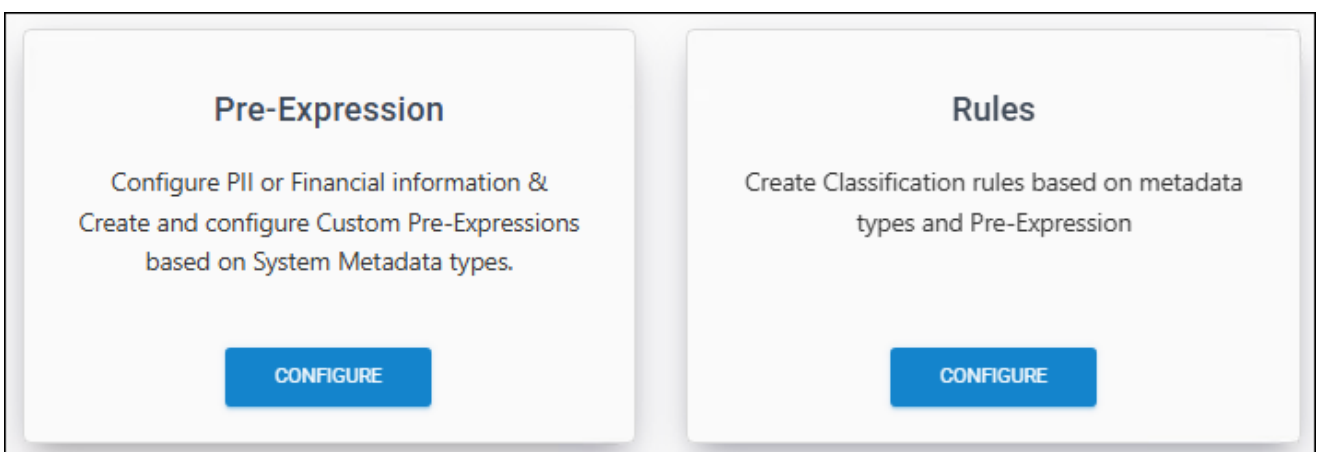 Pre-Expression
Configure PII or Financial information &
Create and configure Custom Pre-Expressions
based on System Metadata types.
CONFIGURE
Rules
Create Classification rules based on metadata
types and Pre-Expression
CONFIGURE